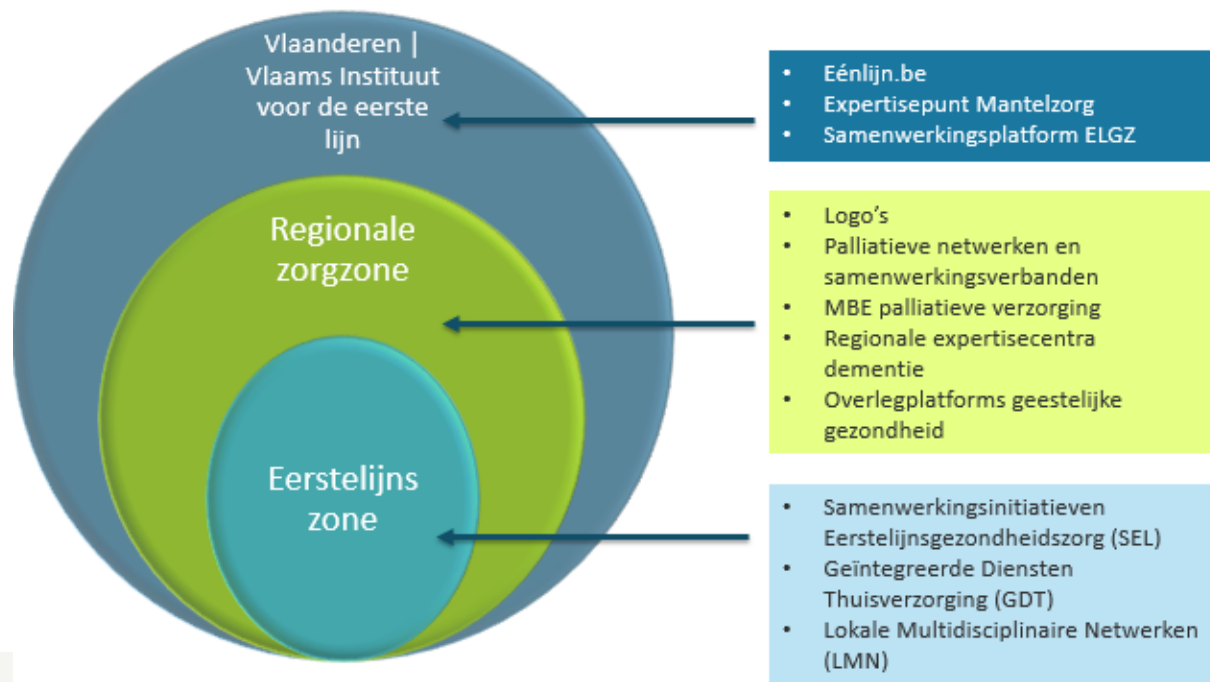 Vlaanderen |
Vlaams Instituut
voor de eerste
lijn
Regionale
zorgzone
Eerstelijns
zone
• Eénlijn.be
• Expertisepunt Mantelzorg
• Samenwerkingsplatform ELGZ
• Logo's
• Palliatieve netwerken en
samenwerkingsverbanden
• MBE palliatieve verzorging
• Regionale expertisecentra
dementie
• Overlegplatforms geestelijke
gezondheid
• Samenwerkingsinitiatieven
Eerstelijnsgezondheidszorg (SEL)
• Geïntegreerde Diensten
Thuisverzorging (GDT)
• Lokale Multidisciplinaire Netwerken
(LMN)